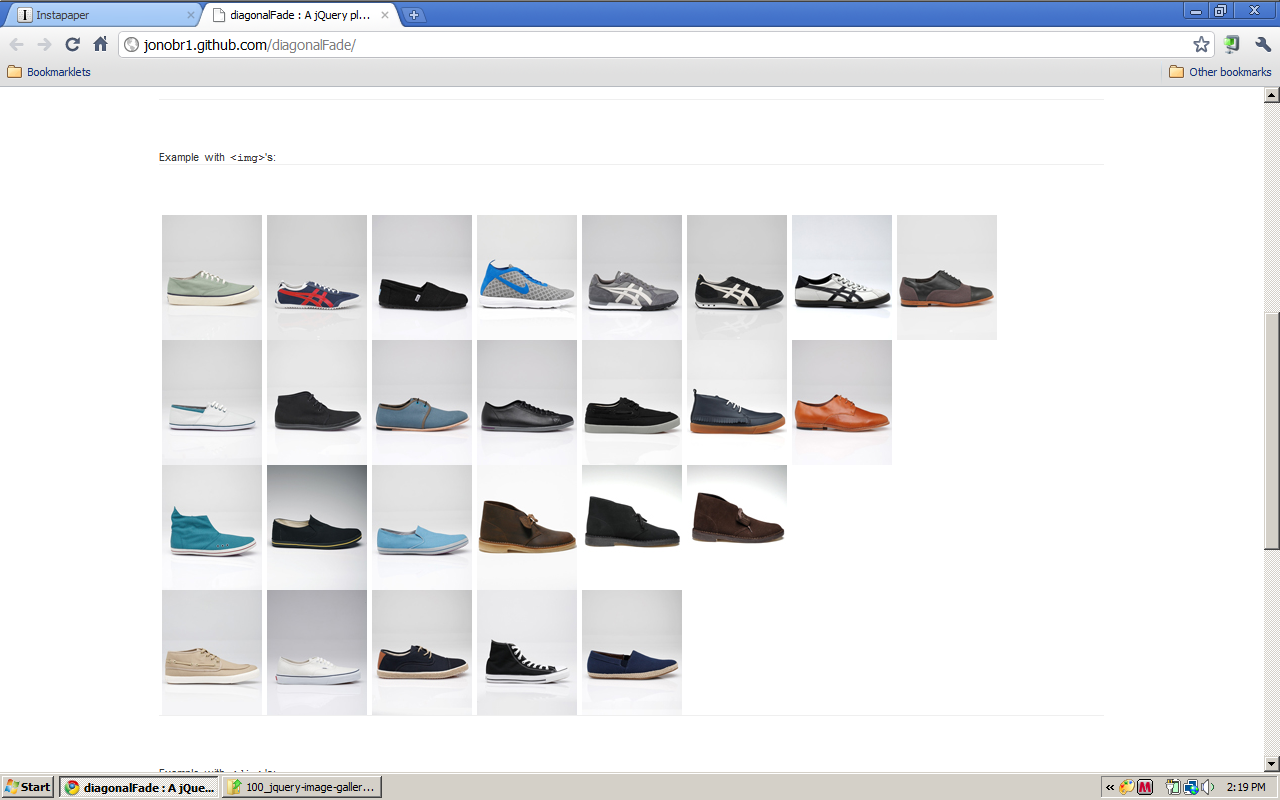 Instapaper
diagonalFade : A jQuery pl...
jonobr1.github.com/diagonalFade/
Bookmarklets
Other bookmarks
Example with <img>'s:
Start
diagonalFade : A jQue...
100_jquery-image-galler...
2:19 PM